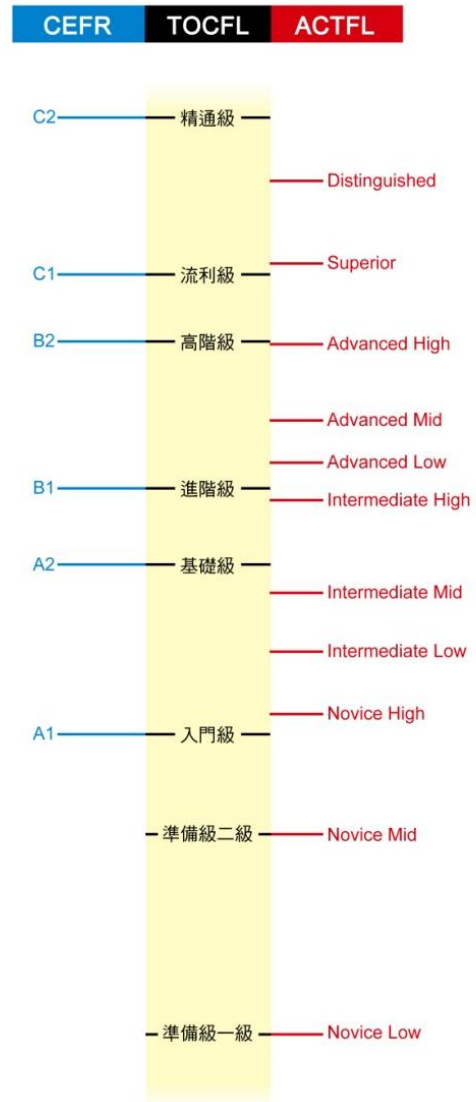 CEFR TOCFL ACTFL
C2 精通級
Distinguished
Superior
C1 流利級
B2 高階級 Advanced High
Advanced Mid
Advanced Low
B1 進階級
Intermediate High
A2 基礎級
Intermediate Mid
Intermediate Low
Novice High
A1 入門級
準備級二級 Novice Mid
準備級一級 Novice Low